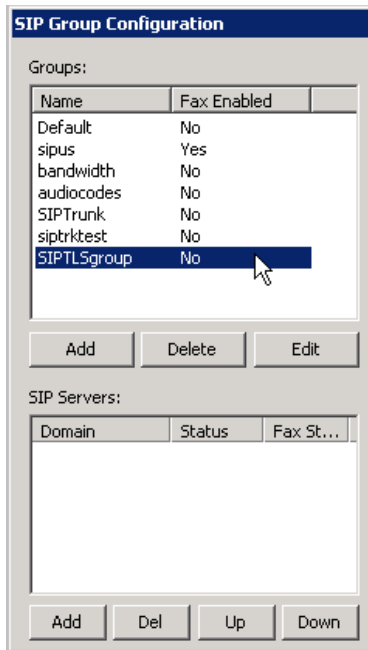 SIP Group Configuration
Groups:
Name Fax Enabled
Default No
sipus Yes
bandwidth No
audiocodes No
SIPTrunk No
siptrktest No
SIPTLSgroup No
Add Delete Edit
SIP Servers:
Domain Status Fax St...
Add Del Up Down